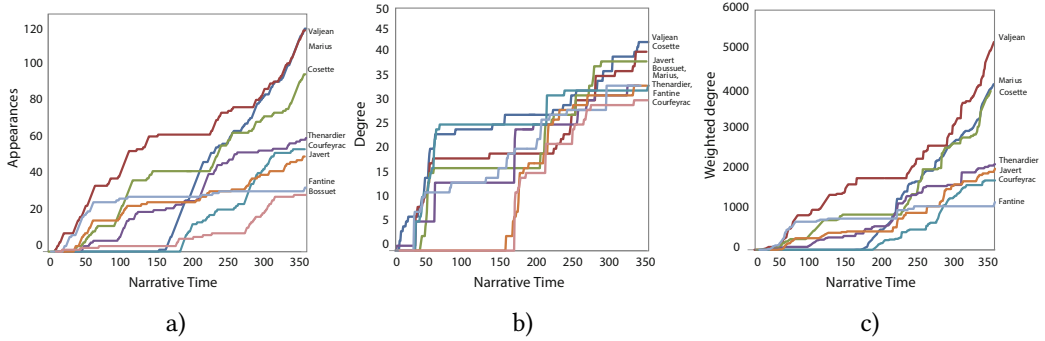 120
100
80
60
40
20
0
Appearances
0 50 100 150 200 250 300 350
Narrative Time
Valjean
Marius
Cosette
Thenardier
Courfeyrac
Javert
Fantine
Bossuet
a)
50
45
40
35
30
25
20
15
10
5
0
Degree
0 50 100 150 200 250 300 350
Narrative Time
Valjean
Cosette
Javert
Boussuet,
Marius,
Thenardier,
Fantine
Courfeyrac
b)
6000
5000
4000
3000
2000
1000
0
Weighted degree
0 50 100 150 200 250 300 350
Narrative Time
Valjean
Marius
Cosette
Thenardier
Javert
Courfeyrac
Fantine
c)